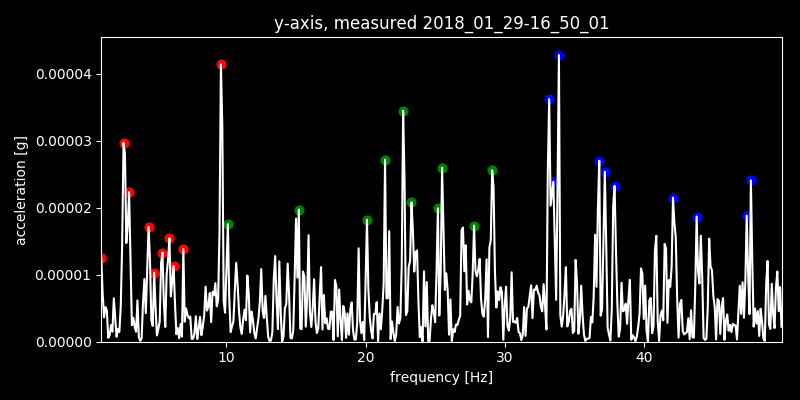 y-axis, measured 2018_01_29-16_50_01
0.00004
0.00003
0.00002
0.00001
0.00000
acceleration [g]
10 20 30 40
frequency [Hz]